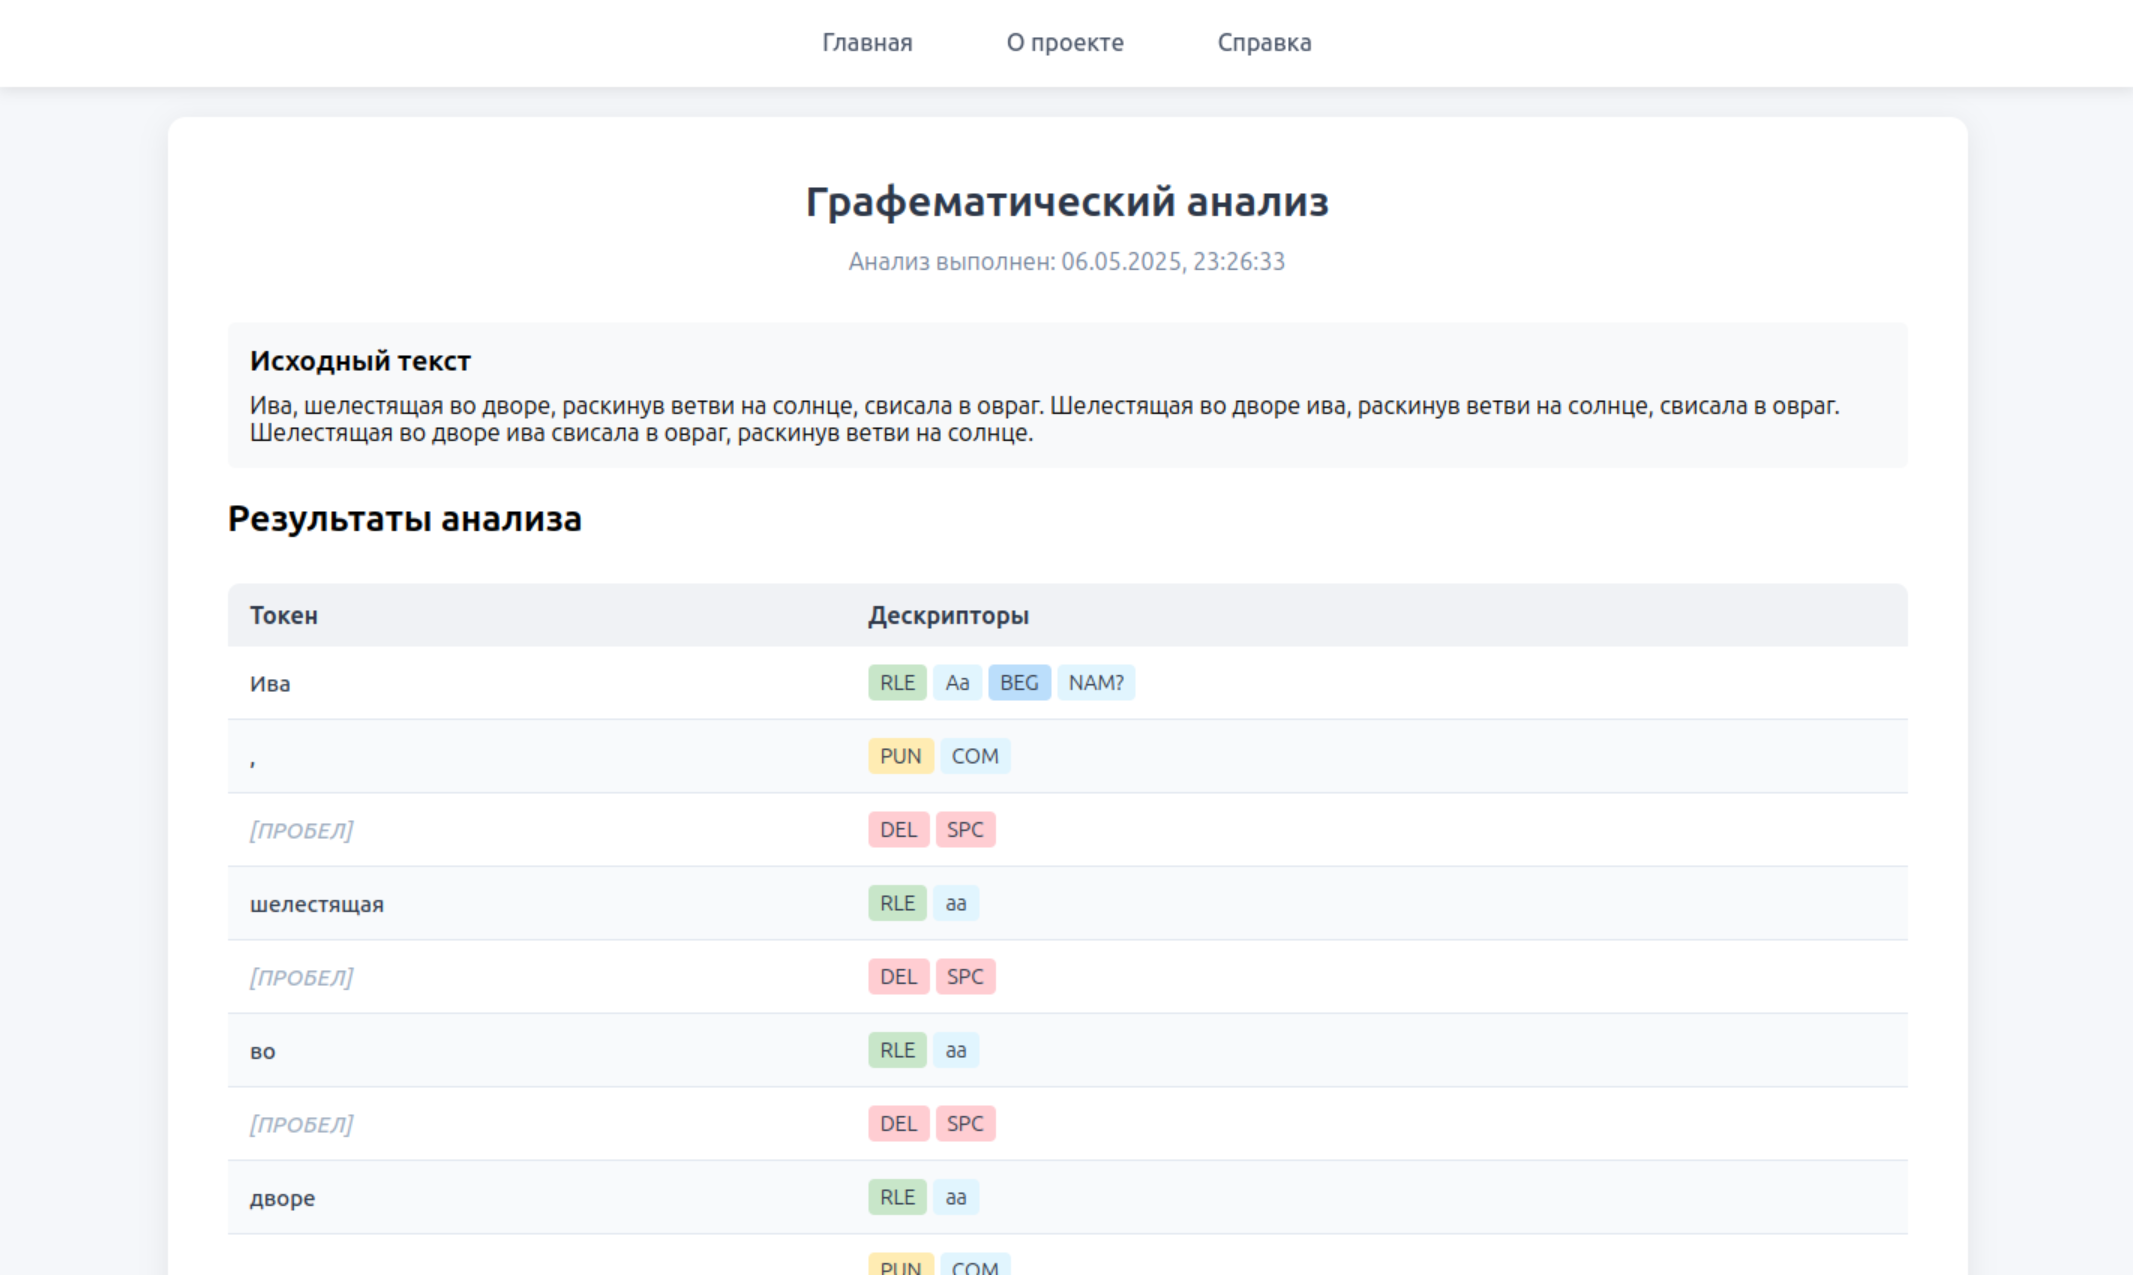 Главная О проекте Справка
Графематический анализ
Анализ выполнен: 06.05.2025, 23:26:33
Исходный текст
Ива, шелестящая во дворе, раскинув ветви на солнце, свисала в овраг. Шелестящая во дворе ива, раскинув ветви на солнце, свисала в овраг.
Шелестящая во дворе ива свисала в овраг, раскинув ветви на солнце.
Результаты анализа
Токен Дескрипторы
Ива RLE Aa BEG NAM?
, PUN COM
[ПРОБЕЛ] DEL SPC
шелестящая RLE aa
[ПРОБЕЛ] DEL SPC
во RLE aa
[ПРОБЕЛ] DEL SPC
дворе RLE aa
PUN COM